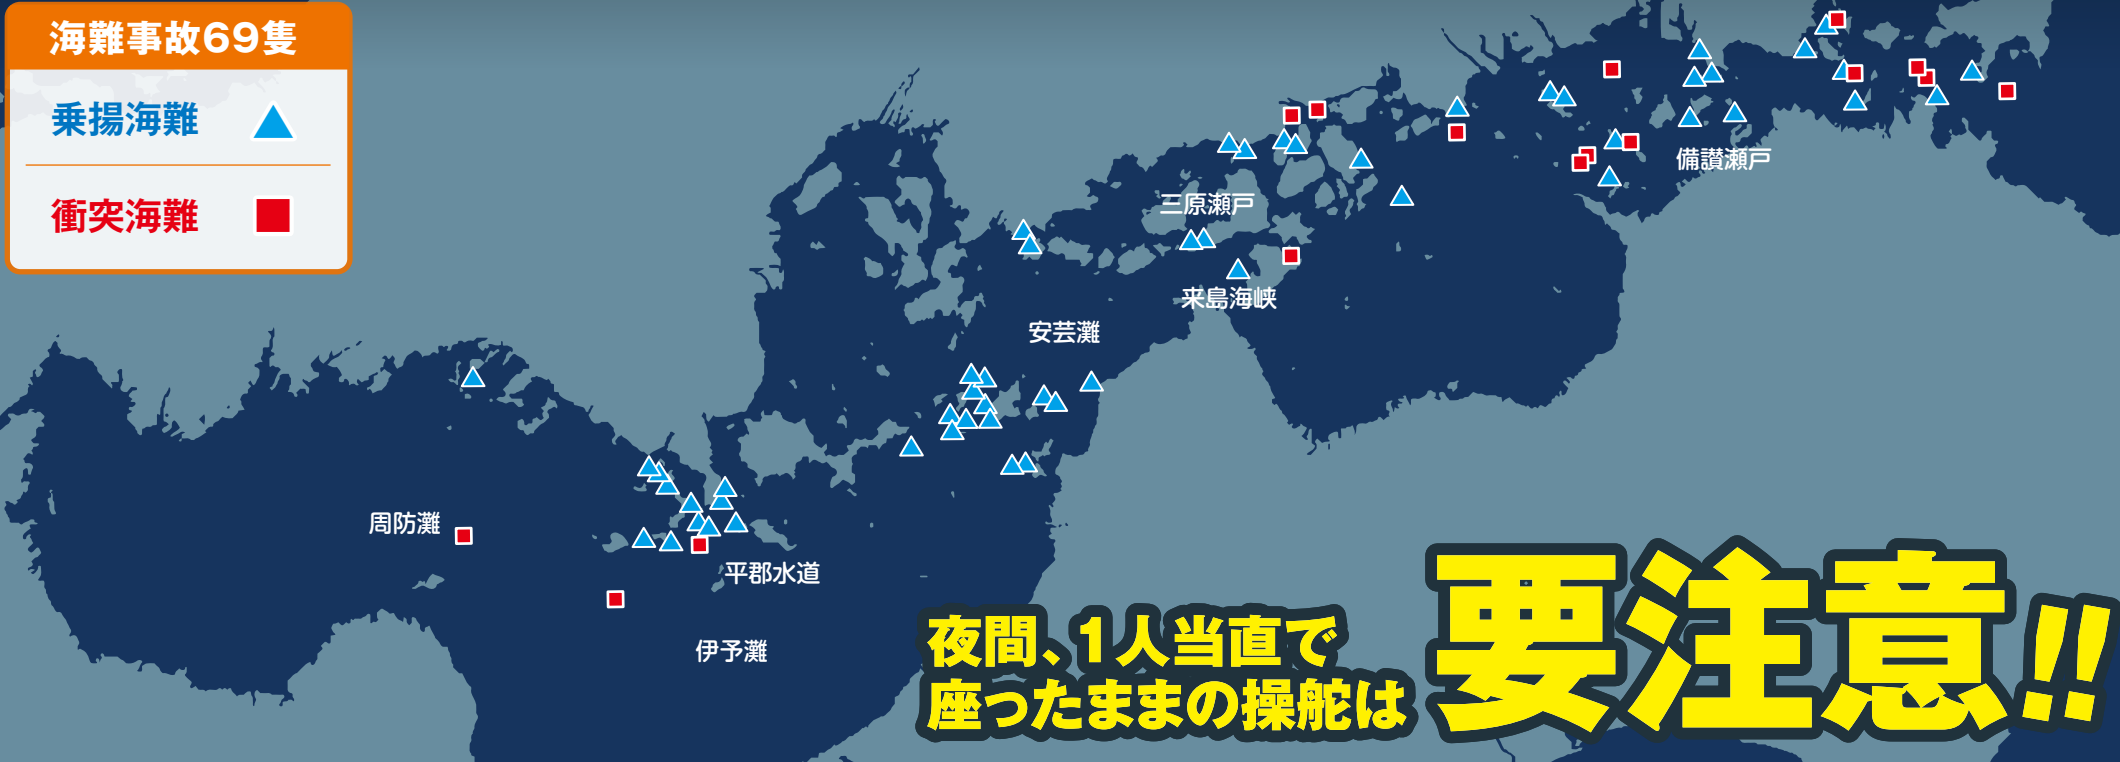 海難事故69隻
乗揚海難
衝突海難
備讃瀬戸
三原瀬戸
来島海峡
安芸灘
周防灘
平郡水道
伊予灘
夜間、1人当直で
座ったままの操舵は
要注意!!